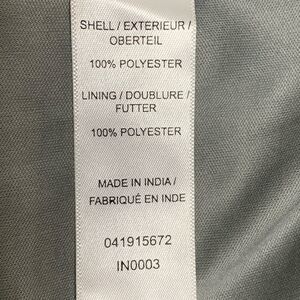 SHELL / EXTERIEUR /
OBERTEIL
100% POLYESTER
LINING / DOUBLURE /
FUTTER
100% POLYESTER
MADE IN INDIA /
FABRIQUÉ EN INDE
041915672
IN0003